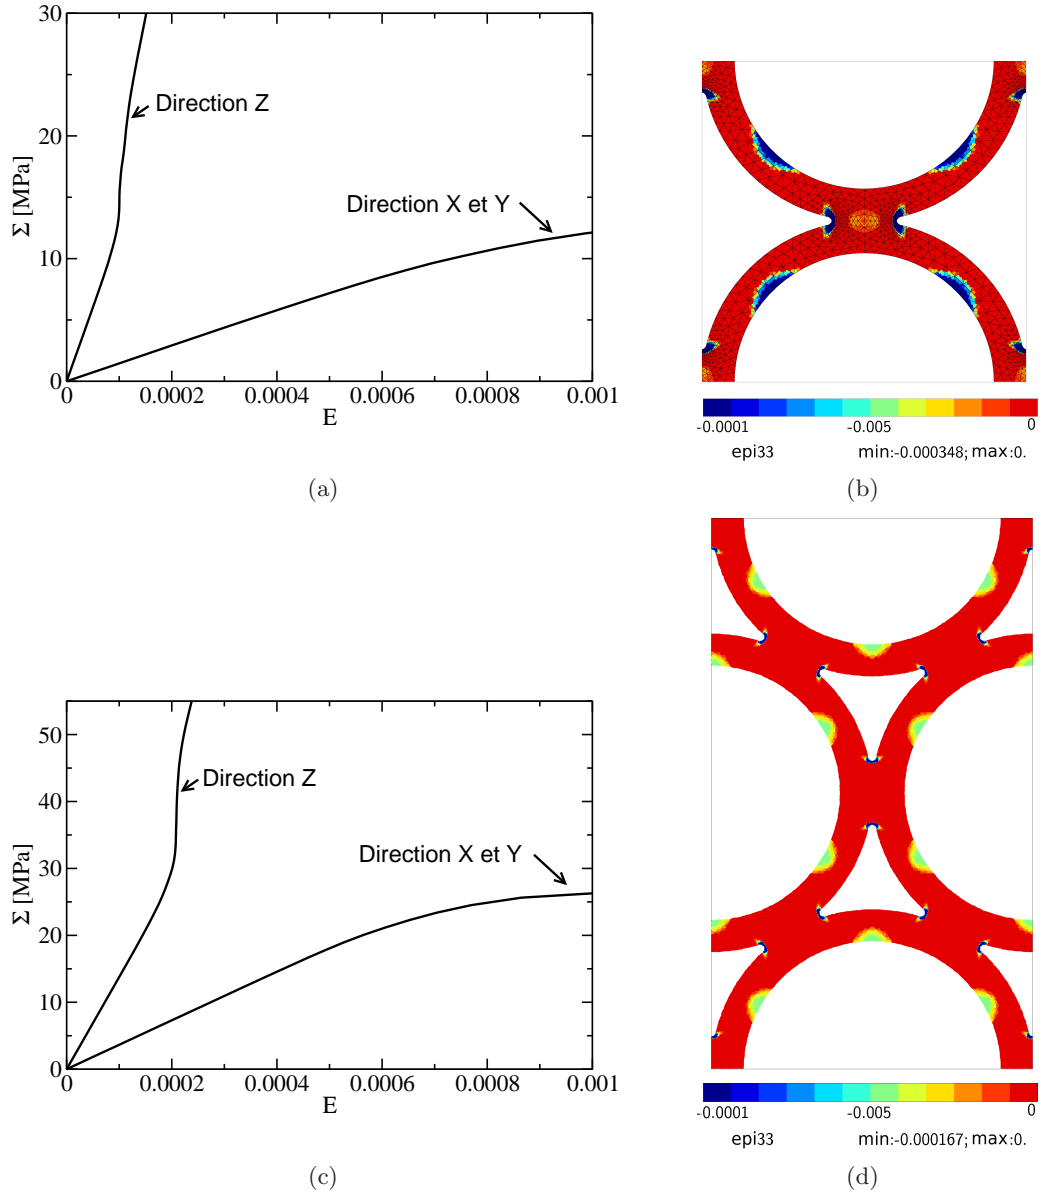 30
20
10
0
Σ [MPa]
Direction Z
Direction X et Y
0 0.0002 0.0004 0.0006 0.0008 0.001
E
(a)
-0.0001 -0.005 0
epi33 min:-0.000348; max:0.
(b)
50
40
30
20
10
0
Σ [MPa]
Direction Z
Direction X et Y
0 0.0002 0.0004 0.0006 0.0008 0.001
E
(c)
-0.0001 -0.005 0
epi33 min:-0.000167; max:0.
(d)